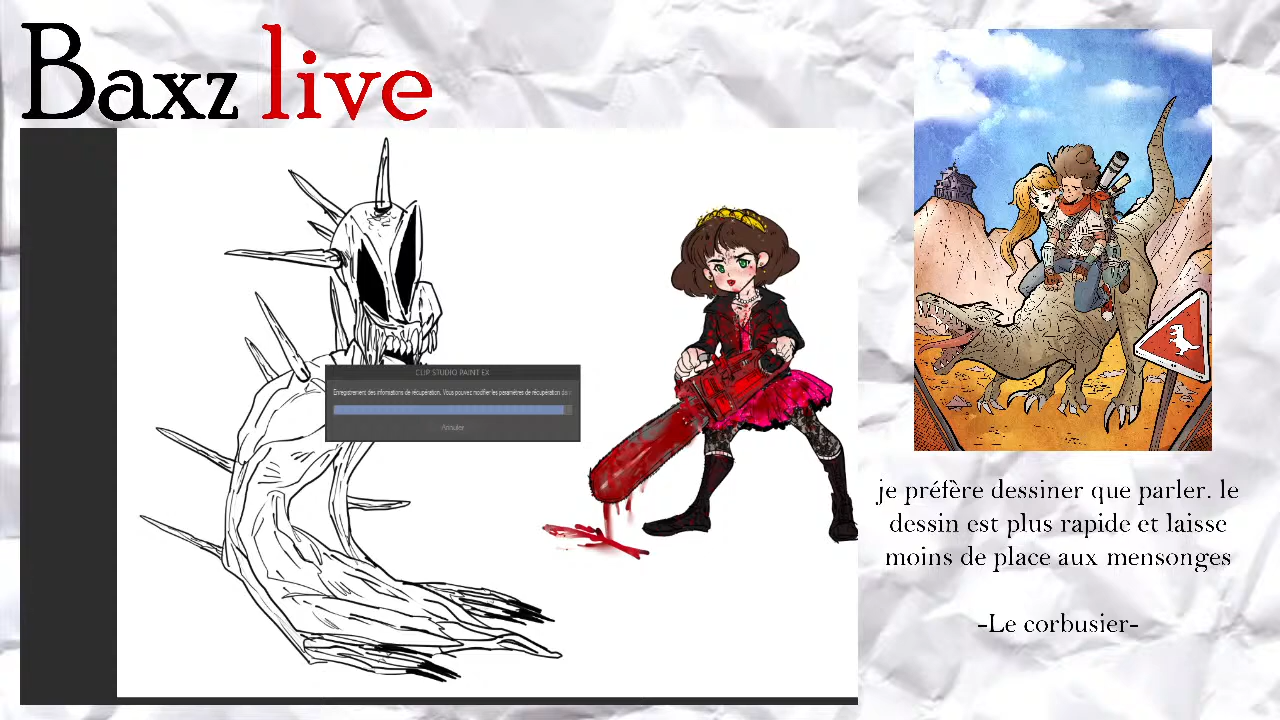 Baxz live
CLIP STUDIO PAINT EX
Enregistrement des informations de récupération. Vous pouvez modifier les paramètres de récupération
Annuler
je préfère dessiner que parler. le
dessin est plus rapide et laisse
moins de place aux mensonges
-Le corbusier-